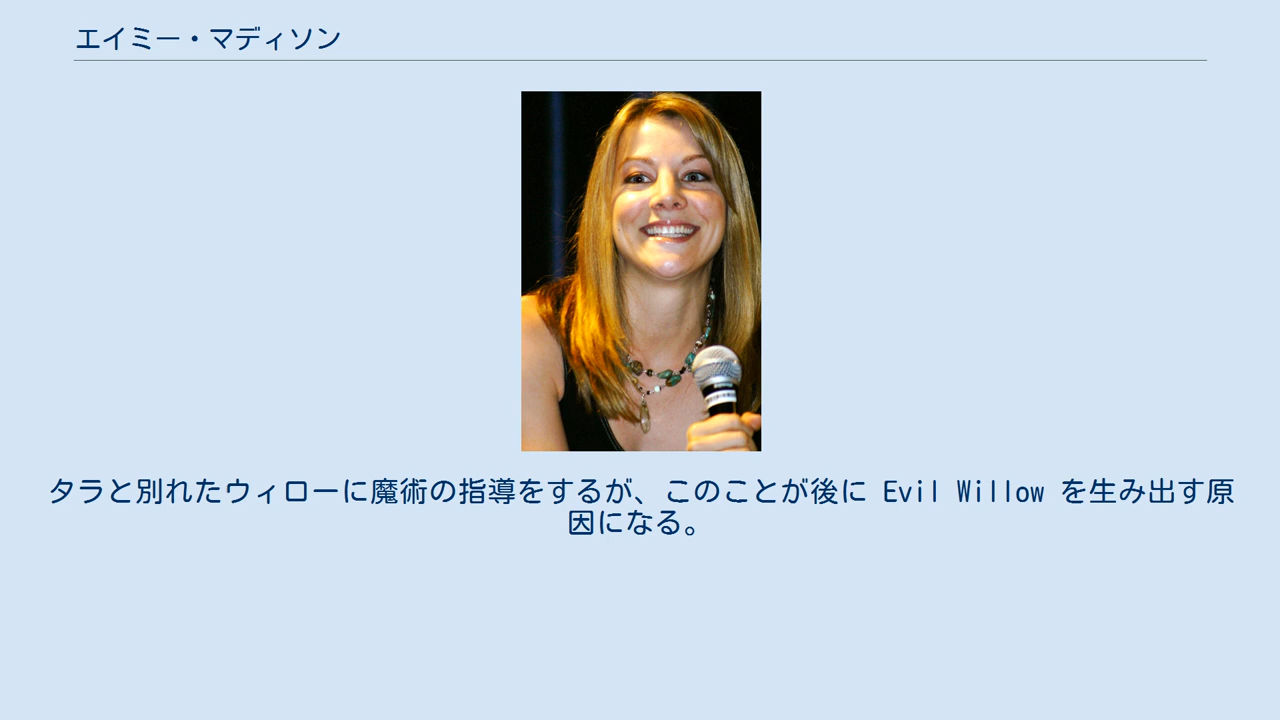 エイミー・マディソン
タラと別れたウィローに魔術の指導をするが、このことが後に Evil Willow を生み出す原
因になる。